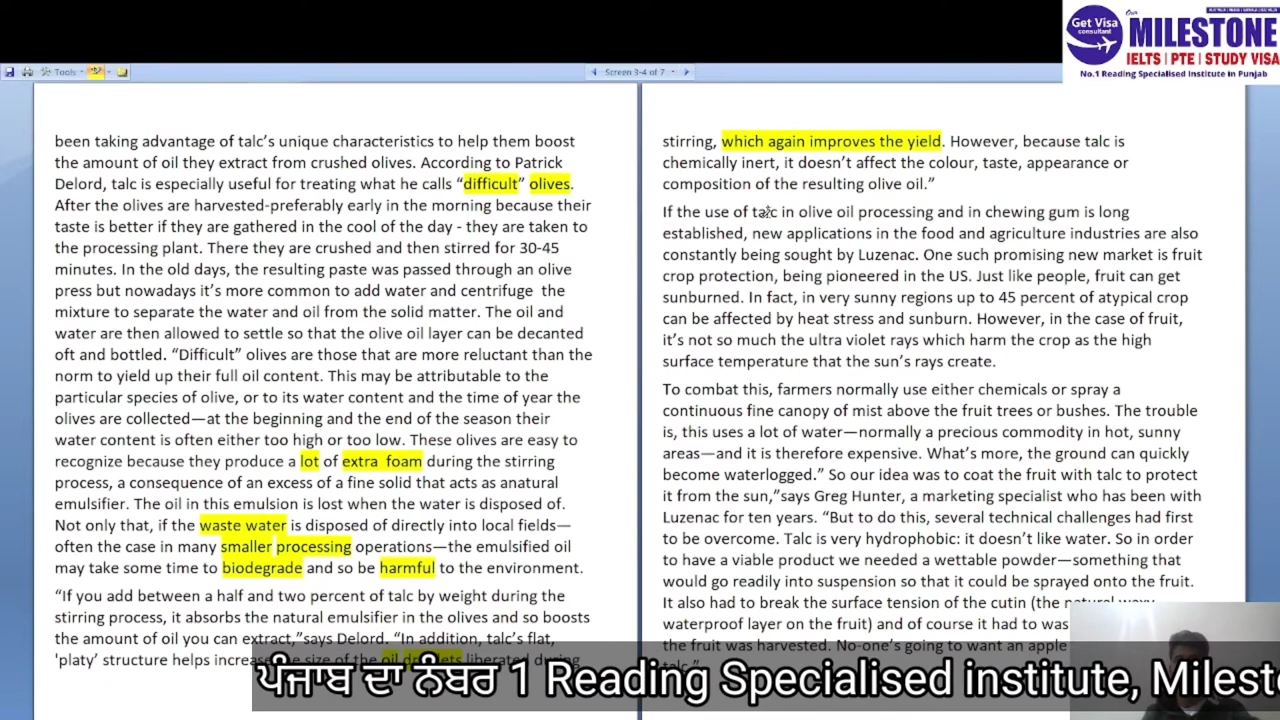 Our
Get Visa
consultant
MILESTONE
IELTS | PTE | STUDY VISA
No.1 Reading Specialised Institute in Punjab
Tools
Screen 3-4 of 7
been taking advantage of talc’s unique characteristics to help them boost
the amount of oil they extract from crushed olives. According to Patrick
Delord, talc is especially useful for treating what he calls “difficult” olives.
After the olives are harvested-preferably early in the morning because their
taste is better if they are gathered in the cool of the day - they are taken to
the processing plant. There they are crushed and then stirred for 30-45
minutes. In the old days, the resulting paste was passed through an olive
press but nowadays it’s more common to add water and centrifuge the
mixture to separate the water and oil from the solid matter. The oil and
water are then allowed to settle so that the olive oil layer can be decanted
oft and bottled. “Difficult” olives are those that are more reluctant than the
norm to yield up their full oil content. This may be attributable to the
particular species of olive, or to its water content and the time of year the
olives are collected—at the beginning and the end of the season their
water content is often either too high or too low. These olives are easy to
recognize because they produce a lot of extra foam during the stirring
process, a consequence of an excess of a fine solid that acts as anatural
emulsifier. The oil in this emulsion is lost when the water is disposed of.
Not only that, if the waste water is disposed of directly into local fields—
often the case in many smaller processing operations—the emulsified oil
may take some time to biodegrade and so be harmful to the environment.
“If you add between a half and two percent of talc by weight during the
stirring process, it absorbs the natural emulsifier in the olives and so boosts
the amount of oil you can extract,”says Delord. “In addition, talc’s flat,
'platy’ structure helps increase the size of the oil droplets liberated during
stirring, which again improves the yield. However, because talc is
chemically inert, it doesn’t affect the colour, taste, appearance or
composition of the resulting olive oil.”
If the use of talc in olive oil processing and in chewing gum is long
established, new applications in the food and agriculture industries are also
constantly being sought by Luzenac. One such promising new market is fruit
crop protection, being pioneered in the US. Just like people, fruit can get
sunburned. In fact, in very sunny regions up to 45 percent of atypical crop
can be affected by heat stress and sunburn. However, in the case of fruit,
it’s not so much the ultra violet rays which harm the crop as the high
surface temperature that the sun’s rays create.
To combat this, farmers normally use either chemicals or spray a
continuous fine canopy of mist above the fruit trees or bushes. The trouble
is, this uses a lot of water—normally a precious commodity in hot, sunny
areas—and it is therefore expensive. What’s more, the ground can quickly
become waterlogged.” So our idea was to coat the fruit with talc to protect
it from the sun,”says Greg Hunter, a marketing specialist who has been with
Luzenac for ten years. “But to do this, several technical challenges had first
to be overcome. Talc is very hydrophobic: it doesn’t like water. So in order
to have a viable product we needed a wettable powder—something that
would go readily into suspension so that it could be sprayed onto the fruit.
It also had to break the surface tension of the cutin (the natural waxy
waterproof layer on the fruit) and of course it had to was
the fruit was harvested. No-one’s going to want an apple
talc.”
ਪੰਜਾਬ ਦਾ ਨੰਬਰ 1 Reading Specialised institute, Milest